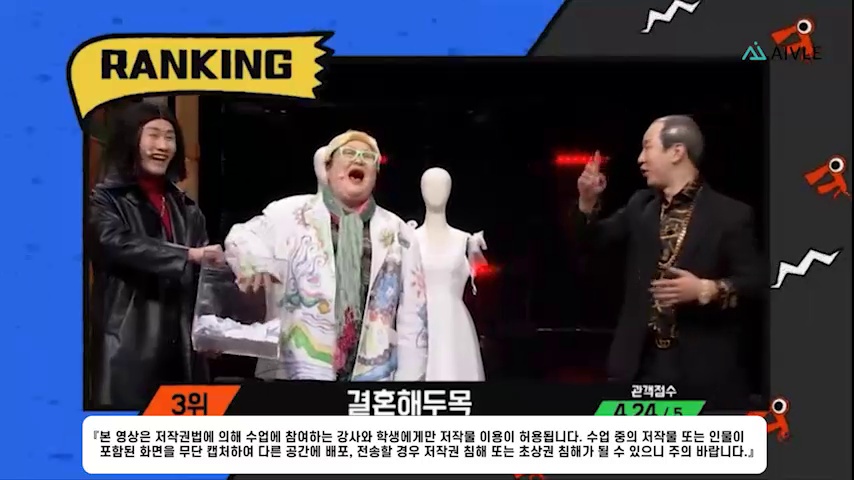 RANKING
AIVLE
3위
결혼해두목
관객점수
4.24 / 5
『본 영상은 저작권법에 의해 수업에 참여하는 강사와 학생에게만 저작물 이용이 허용됩니다. 수업 중의 저작물 또는 인물이
포함된 화면을 무단 캡처하여 다른 공간에 배포, 전송할 경우 저작권 침해 또는 초상권 침해가 될 수 있으니 주의 바랍니다.』